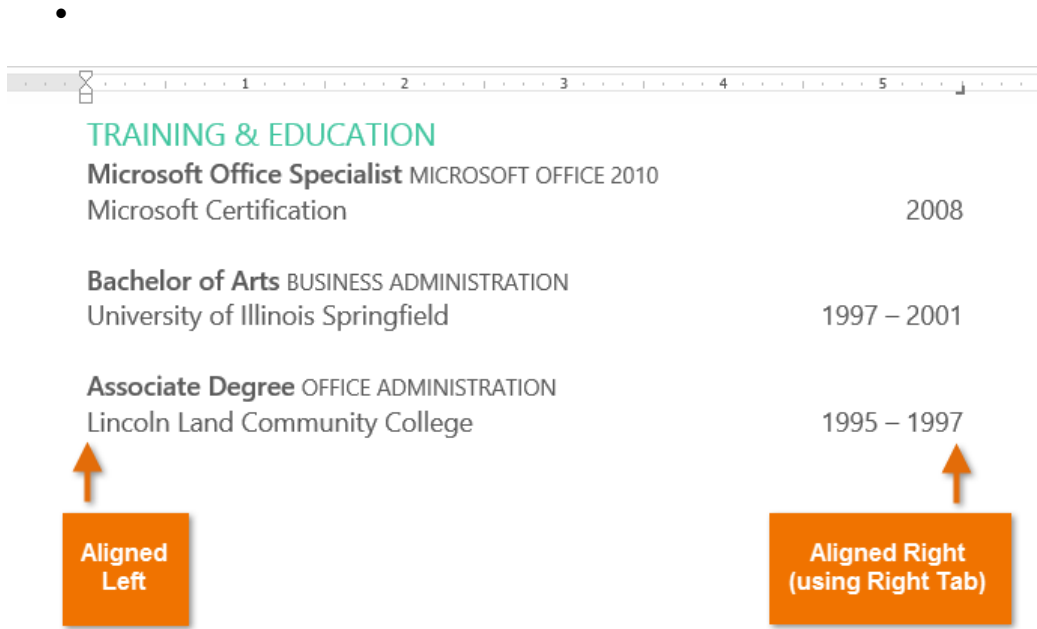 •
1 2 3 4 5
TRAINING & EDUCATION
Microsoft Office Specialist MICROSOFT OFFICE 2010
Microsoft Certification 2008
Bachelor of Arts BUSINESS ADMINISTRATION
University of Illinois Springfield 1997 – 2001
Associate Degree OFFICE ADMINISTRATION
Lincoln Land Community College 1995 – 1997
Aligned
Left
Aligned Right
(using Right Tab)